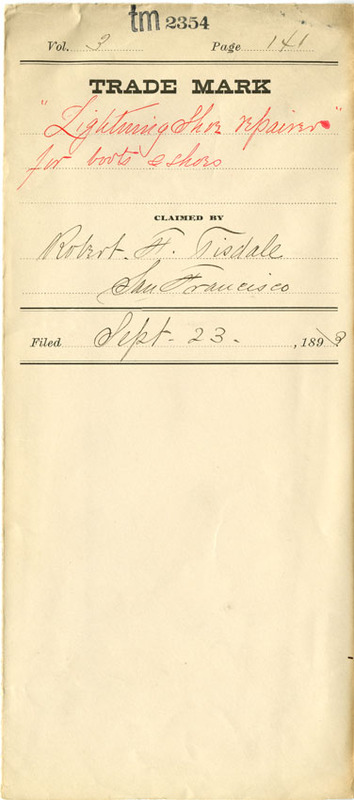 tm 2354
Vol. 3 Page 141
TRADE MARK
"Lightning Shoe repairer"
for boots & shoes
CLAIMED BY
Robert. H. Tisdale
San Francisco
Filed Sept. 23. , 189